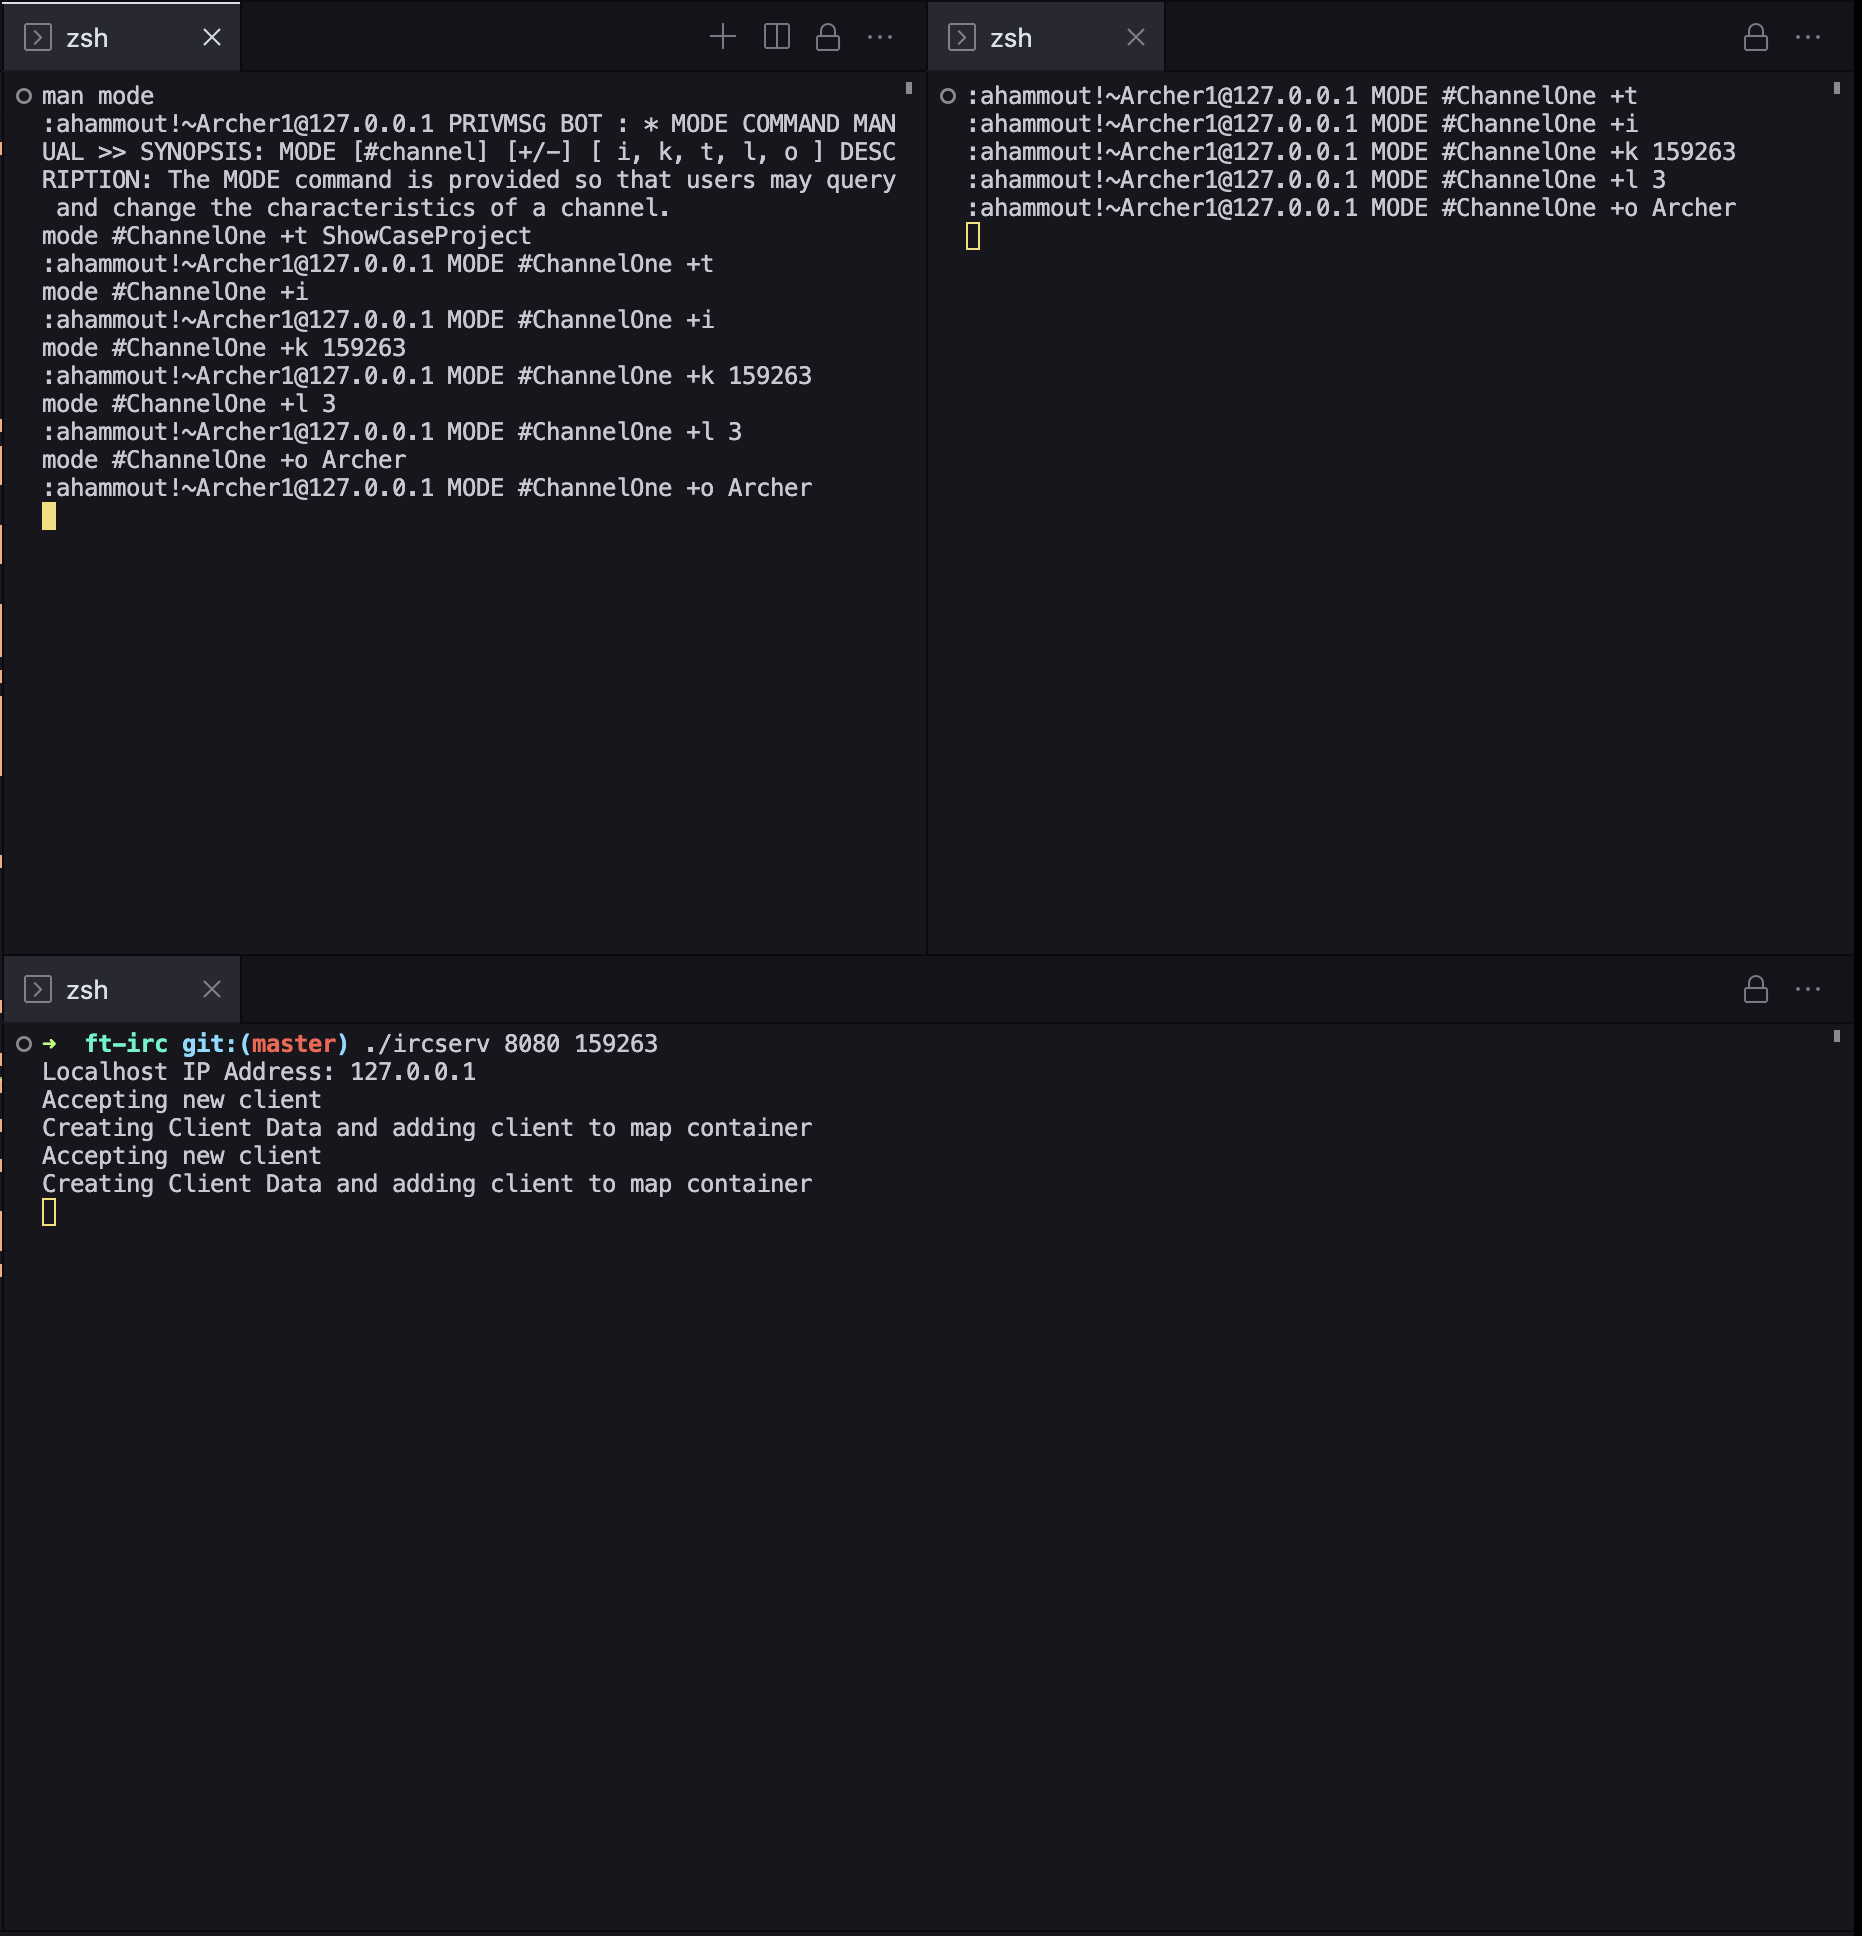 zsh
man mode
:ahammout!~Archer1@127.0.0.1 PRIVMSG BOT : * MODE COMMAND MAN
UAL >> SYNOPSIS: MODE [#channel] [+/-] [ i, k, t, l, o ] DESC
RIPTION: The MODE command is provided so that users may query
 and change the characteristics of a channel.
mode #ChannelOne +t ShowCaseProject
:ahammout!~Archer1@127.0.0.1 MODE #ChannelOne +t
mode #ChannelOne +i
:ahammout!~Archer1@127.0.0.1 MODE #ChannelOne +i
mode #ChannelOne +k 159263
:ahammout!~Archer1@127.0.0.1 MODE #ChannelOne +k 159263
mode #ChannelOne +l 3
:ahammout!~Archer1@127.0.0.1 MODE #ChannelOne +l 3
mode #ChannelOne +o Archer
:ahammout!~Archer1@127.0.0.1 MODE #ChannelOne +o Archer
zsh
:ahammout!~Archer1@127.0.0.1 MODE #ChannelOne +t
:ahammout!~Archer1@127.0.0.1 MODE #ChannelOne +i
:ahammout!~Archer1@127.0.0.1 MODE #ChannelOne +k 159263
:ahammout!~Archer1@127.0.0.1 MODE #ChannelOne +l 3
:ahammout!~Archer1@127.0.0.1 MODE #ChannelOne +o Archer
zsh
➜  ft-irc git:(master) ./ircserv 8080 159263
Localhost IP Address: 127.0.0.1
Accepting new client
Creating Client Data and adding client to map container
Accepting new client
Creating Client Data and adding client to map container